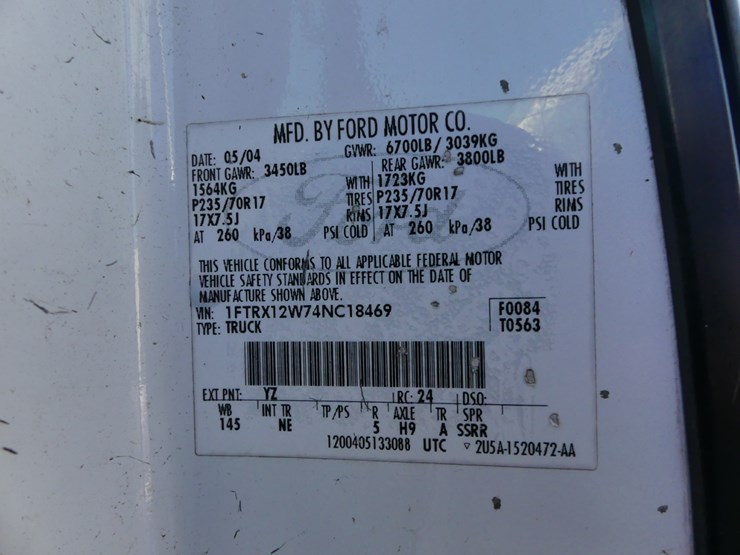 MFD. BY FORD MOTOR CO.
DATE: 05/04 GVWR: 6700LB/ 3039KG
FRONT GAWR: 3450LB REAR GAWR: 3800LB
1564KG WITH 1723KG WITH
P235/70R17 TIRES P235/70R17 TIRES
17X7.5J RIMS 17X7.5J RIMS
AT 260 kPa/38 PSI COLD AT 260 kPa/38 PSI COLD
THIS VEHICLE CONFORMS TO ALL APPLICABLE FEDERAL MOTOR
VEHICLE SAFETY STANDARDS IN EFFECT ON THE DATE OF
MANUFACTURE SHOWN ABOVE.
VIN: 1FTRX12W74NC18469 F0084
TYPE: TRUCK T0563
EXT PNT: YZ RC: 24 DSO:
WB INT TR TP/PS R AXLE TR SPR
145 NE 5 H9 A SSRR
1200405133088 UTC ▽ 2U5A-1520472-AA
Ford